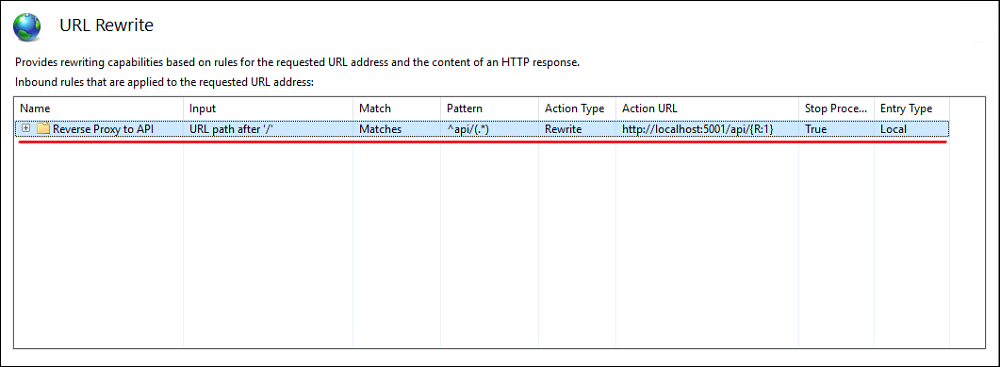 URL Rewrite
Provides rewriting capabilities based on rules for the requested URL address and the content of an HTTP response.
Inbound rules that are applied to the requested URL address:
Name Input Match Pattern Action Type Action URL Stop Proce... Entry Type
Reverse Proxy to API URL path after '/' Matches ^api/(.*) Rewrite http://localhost:5001/api/{R:1} True Local